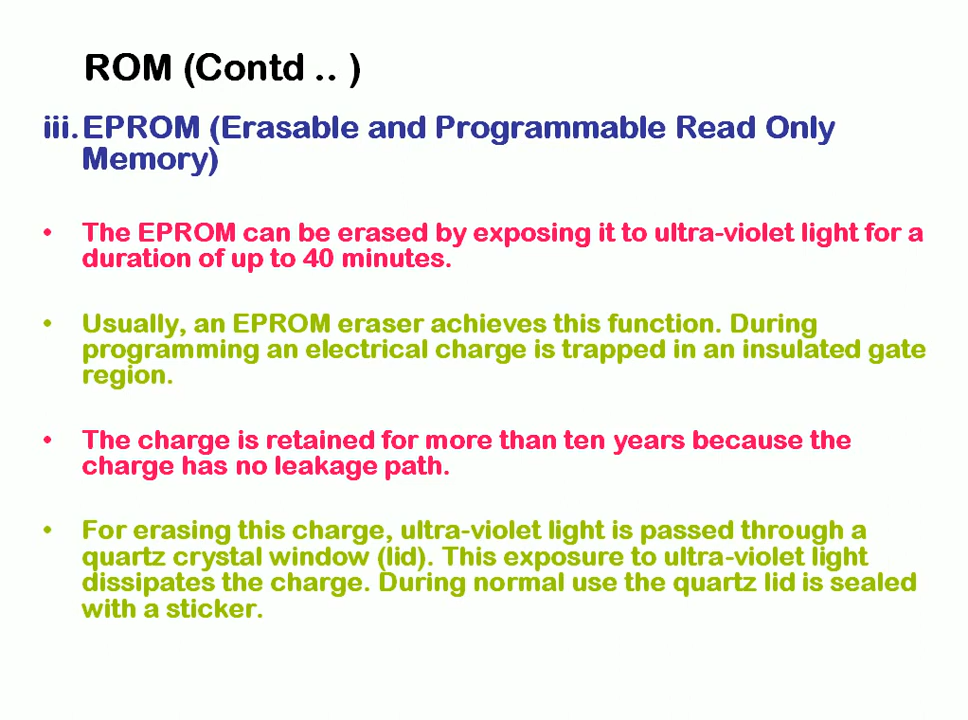 ROM (Contd .. )
iii. EPROM (Erasable and Programmable Read Only
Memory)
• The EPROM can be erased by exposing it to ultra-violet light for a
duration of up to 40 minutes.
• Usually, an EPROM eraser achieves this function. During
programming an electrical charge is trapped in an insulated gate
region.
• The charge is retained for more than ten years because the
charge has no leakage path.
• For erasing this charge, ultra-violet light is passed through a
quartz crystal window (lid). This exposure to ultra-violet light
dissipates the charge. During normal use the quartz lid is sealed
with a sticker.